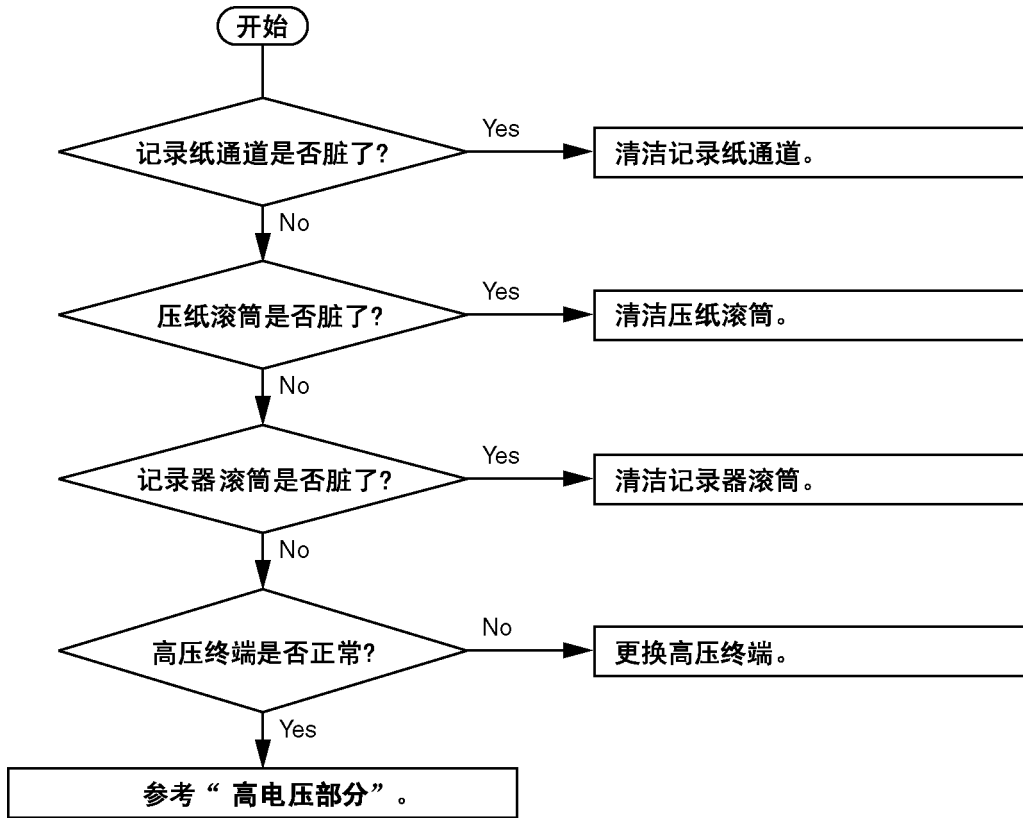 开始
记录纸通道是否脏了?
Yes
清洁记录纸通道。
No
压纸滚筒是否脏了?
Yes
清洁压纸滚筒。
No
记录器滚筒是否脏了?
Yes
清洁记录器滚筒。
No
高压终端是否正常?
No
更换高压终端。
Yes
参考“高电压部分”。